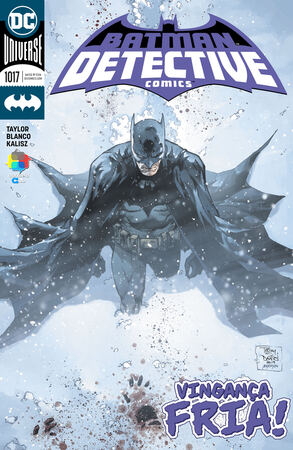 DC
UNIVERSE
1017
BATMAN
DETECTIVE
COMICS
TAYLOR
BLANCO
KALISZ
VINGANÇA
FRIA!